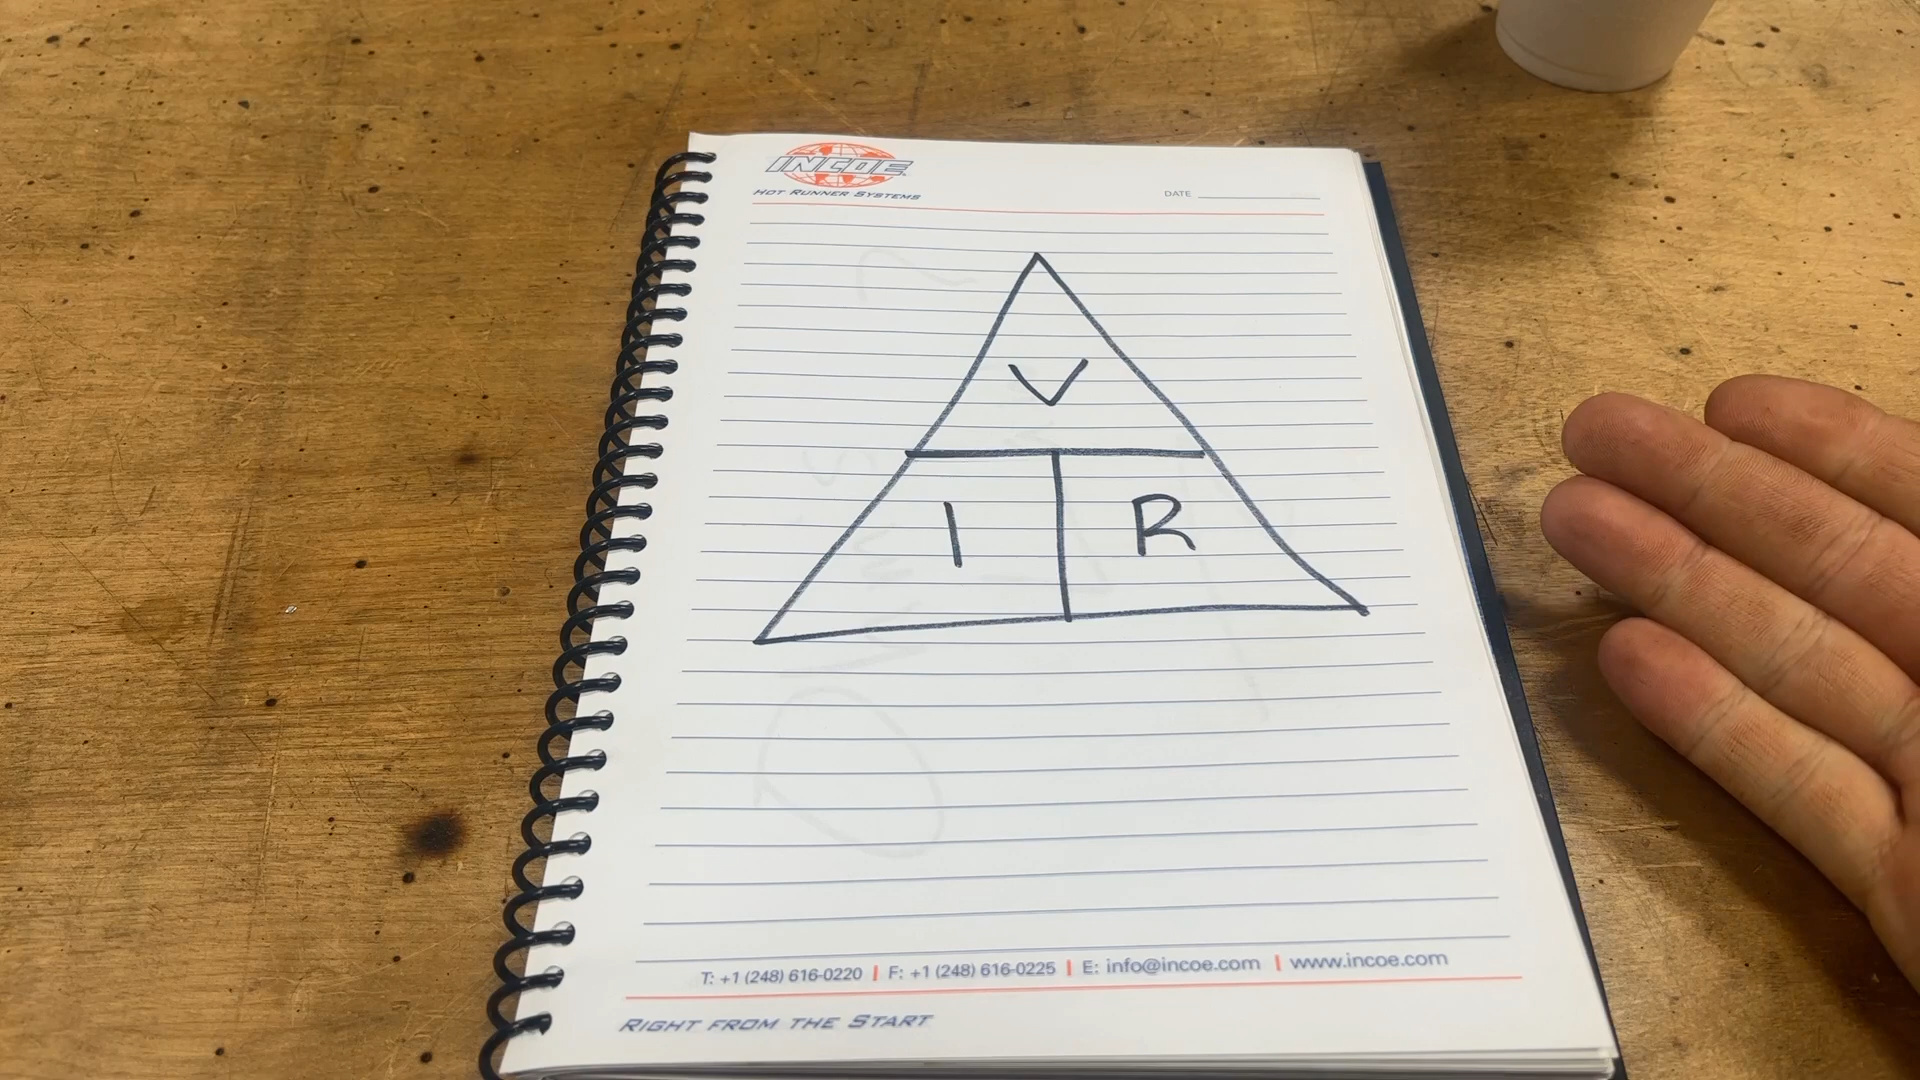 INCOE
HOT RUNNER SYSTEMS
DATE
V
I R
T: +1 (248) 616-0220 | F: +1 (248) 616-0225 | E: info@incoe.com | www.incoe.com
RIGHT FROM THE START